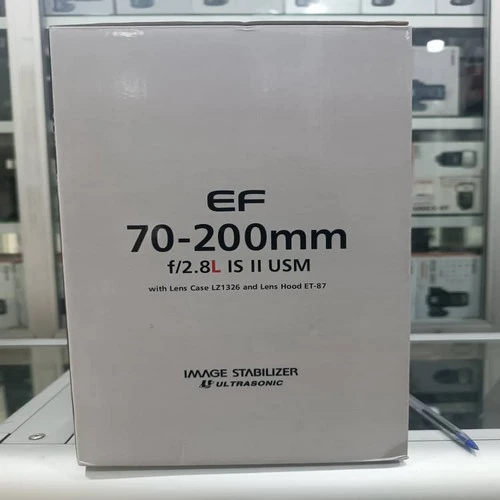 EF
70-200mm
f/2.8L IS II USM
with Lens Case LZ1326 and Lens Hood ET-87
IMAGE STABILIZER
ULTRASONIC